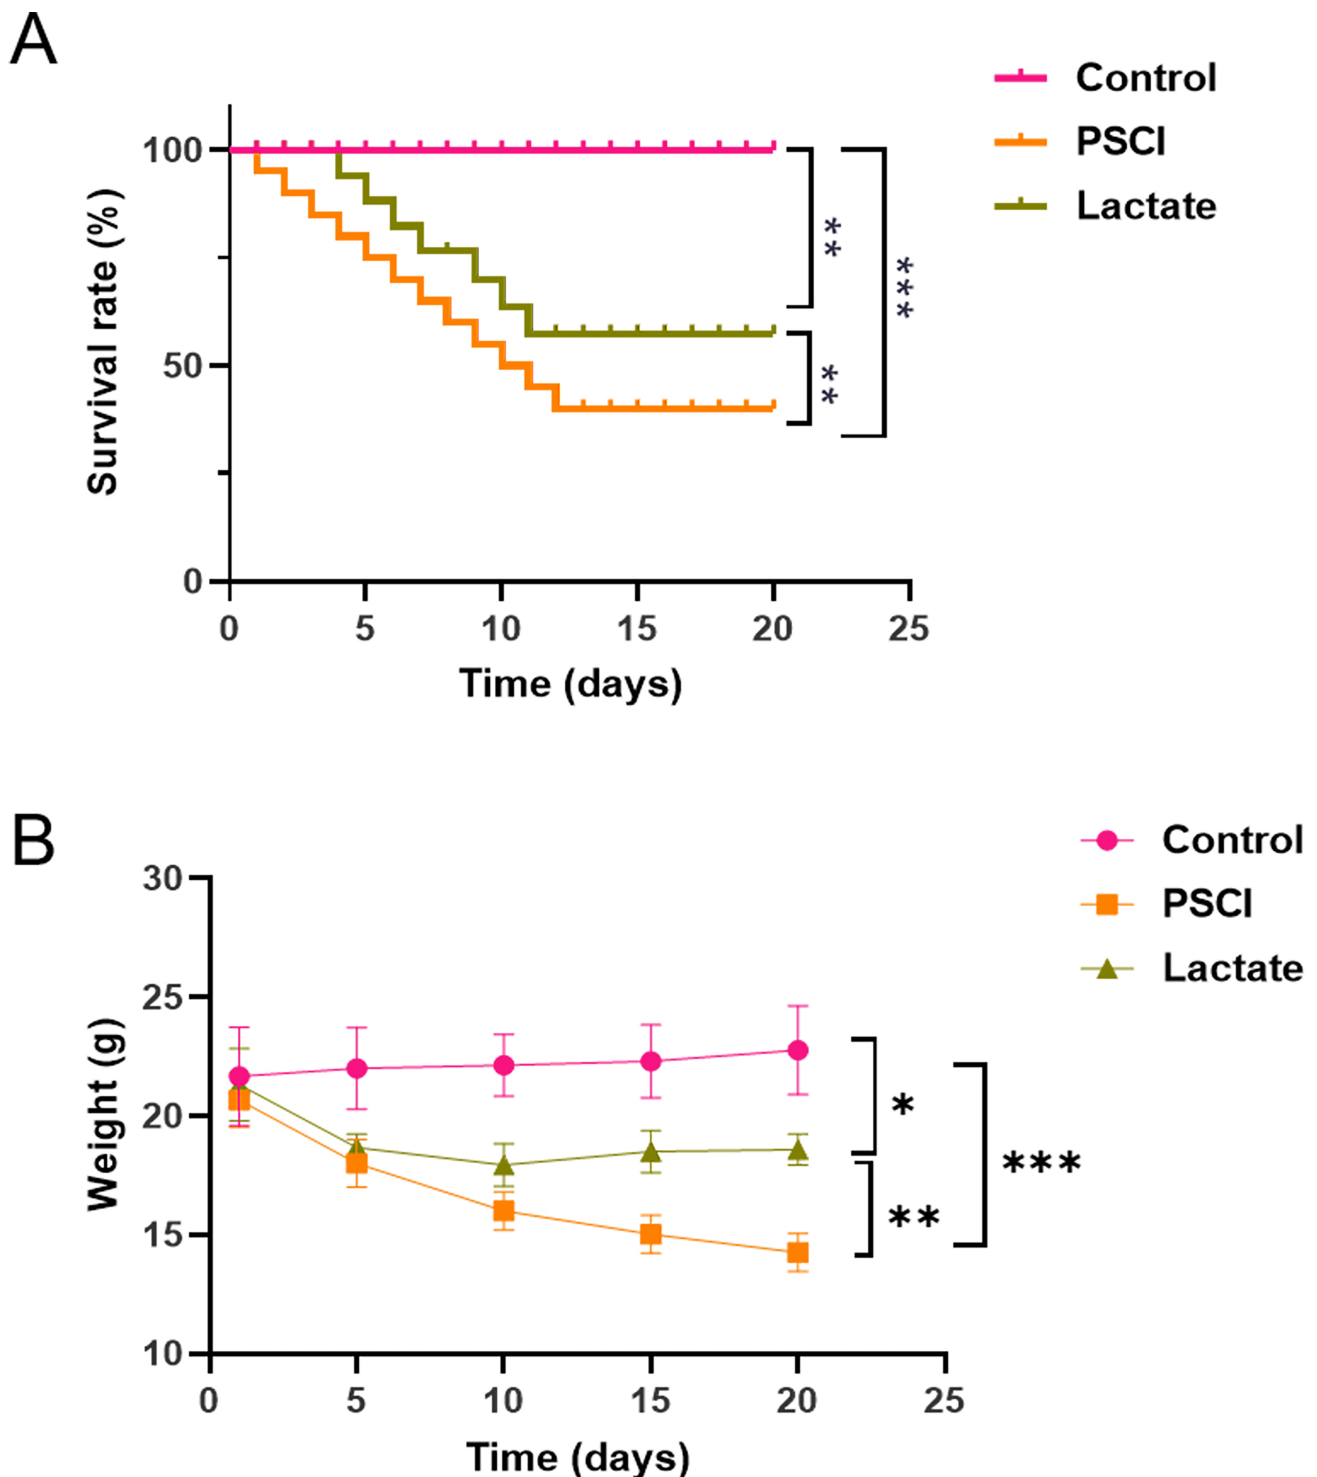 A
Control
PSCI
Lactate
Survival rate (%)
100
50
0
0 5 10 15 20 25
Time (days)
**
***
**
B
Control
PSCI
Lactate
Weight (g)
30
25
20
15
10
0 5 10 15 20 25
Time (days)
*
***
**